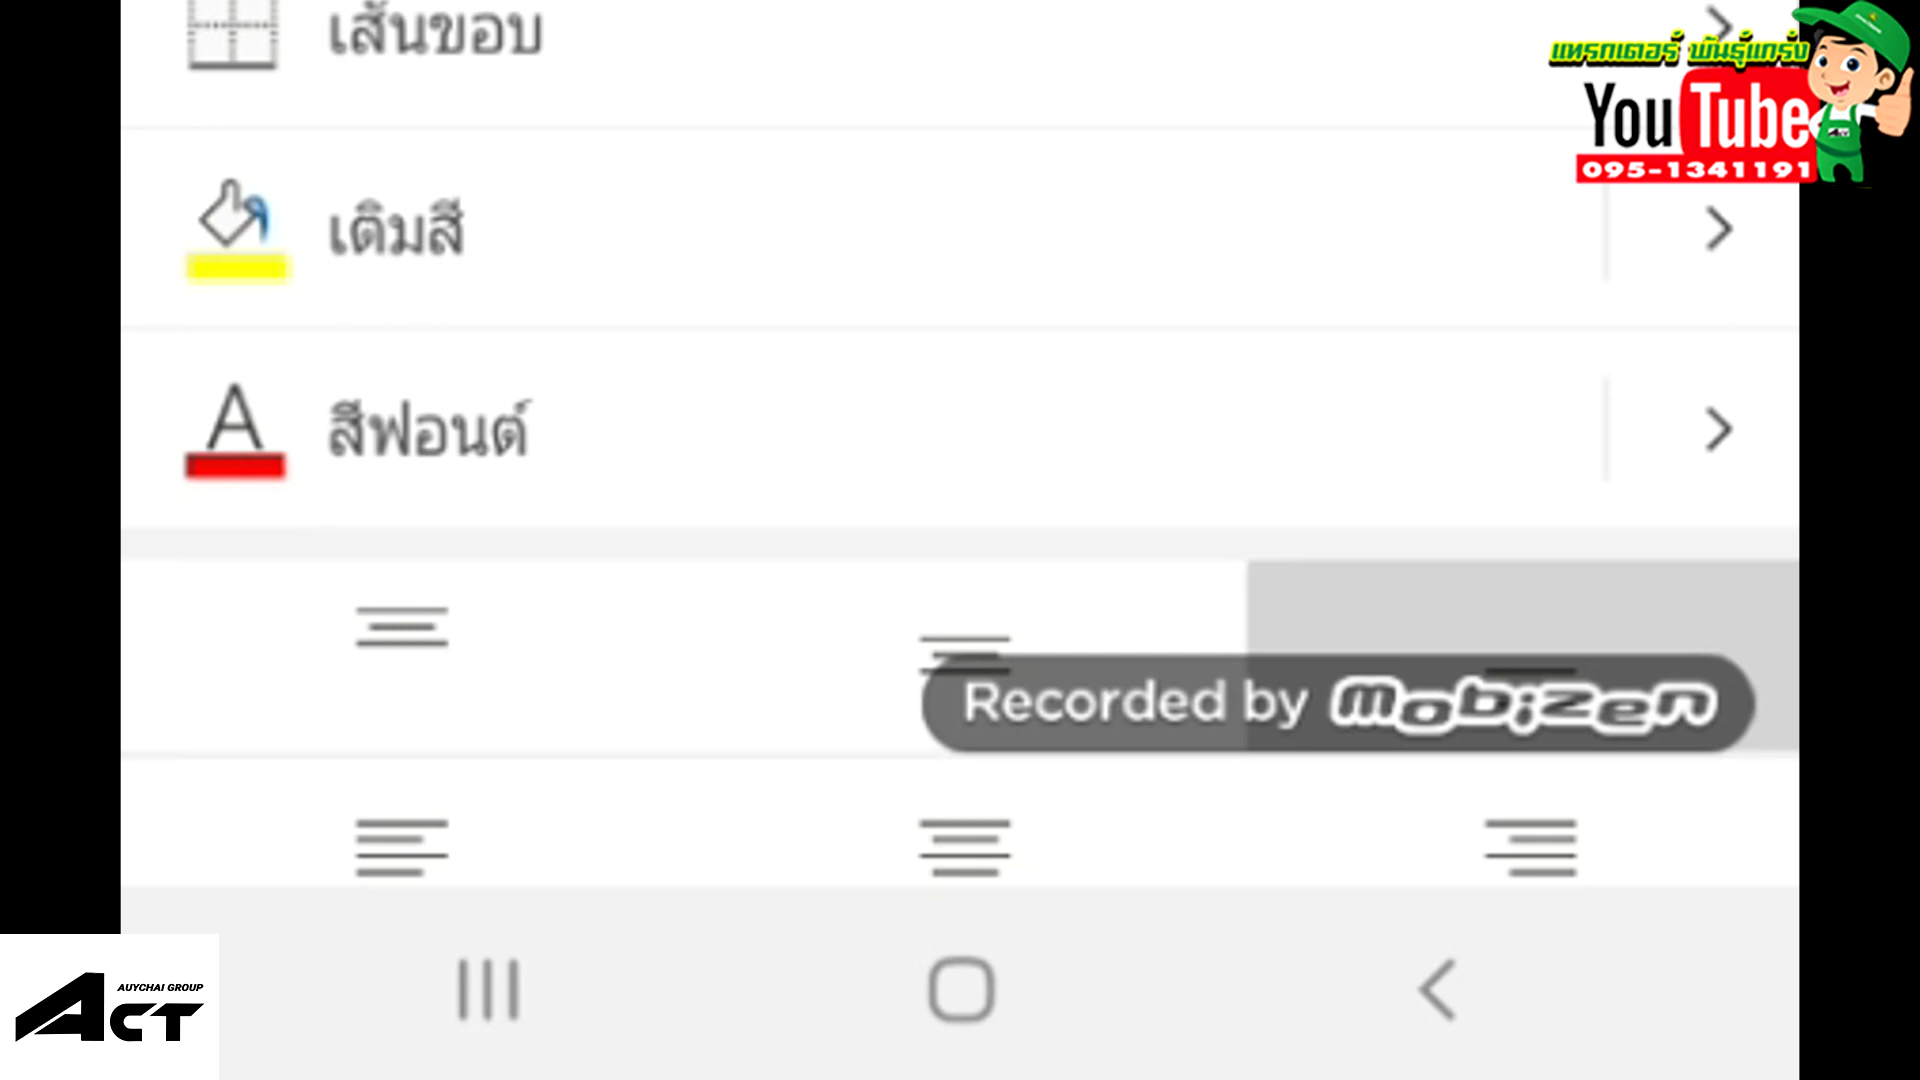 เส้นขอบ
แทรกเตอร์ พันธุ์แกร่ง
YouTube
095-1341191
เติมสี
A
สีฟอนต์
Recorded by mobizen
AUYCHAI GROUP
ACT